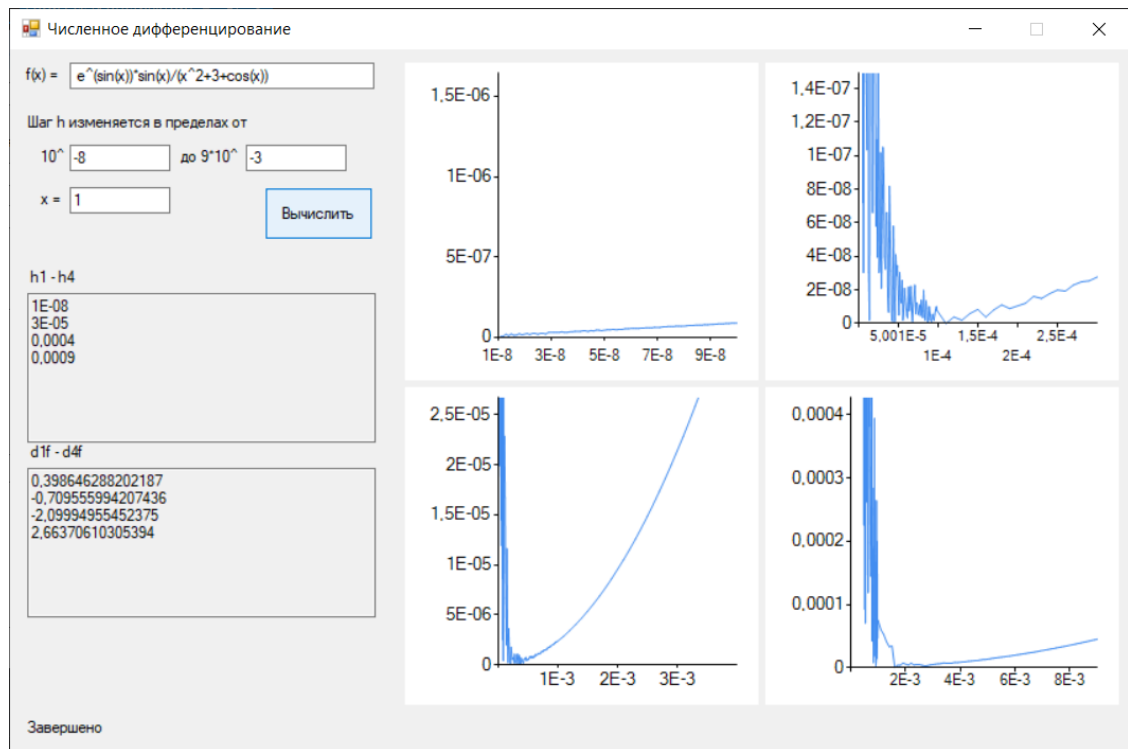 Численное дифференцирование
f(x) = e^(sin(x))*sin(x)/(x^2+3+cos(x))
Шаг h изменяется в пределах от
10^ -8 до 9*10^ -3
x = 1
Вычислить
h1 - h4
1E-08
3E-05
0,0004
0,0009
d1f - d4f
0,398646288202187
-0,709555994207436
-2,09994955452375
2,66370610305394
Завершено
1,5E-06
1E-06
5E-07
0
1E-8 3E-8 5E-8 7E-8 9E-8
1,4E-07
1,2E-07
1E-07
8E-08
6E-08
4E-08
2E-08
0
5,001E-5 1,5E-4 2,5E-4
1E-4 2E-4
2,5E-05
2E-05
1,5E-05
1E-05
5E-06
0
1E-3 2E-3 3E-3
0,0004
0,0003
0,0002
0,0001
0
2E-3 4E-3 6E-3 8E-3